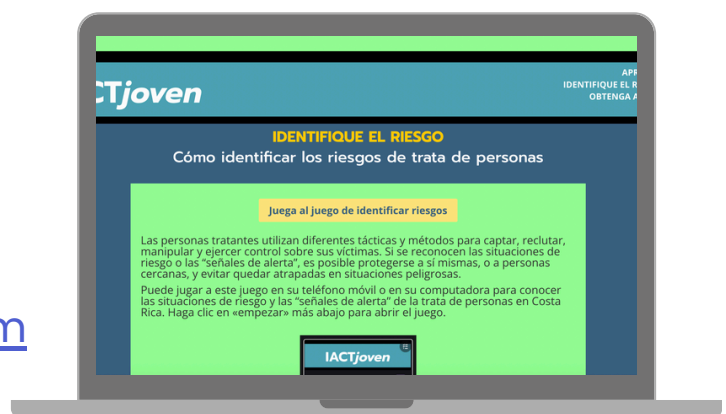 CTjoven
APR
IDENTIFIQUE EL R
OBTENGA A
IDENTIFIQUE EL RIESGO
Cómo identificar los riesgos de trata de personas
Juega al juego de identificar riesgos
Las personas tratantes utilizan diferentes tácticas y métodos para captar, reclutar,
manipular y ejercer control sobre sus víctimas. Si se reconocen las situaciones de
riesgo o las “señales de alerta”, es posible protegerse a sí mismas, o a personas
cercanas, y evitar quedar atrapadas en situaciones peligrosas.
Puede jugar a este juego en su teléfono móvil o en su computadora para conocer
las situaciones de riesgo y las “señales de alerta” de la trata de personas en Costa
Rica. Haga clic en «empezar» más abajo para abrir el juego.
m
IACTjoven